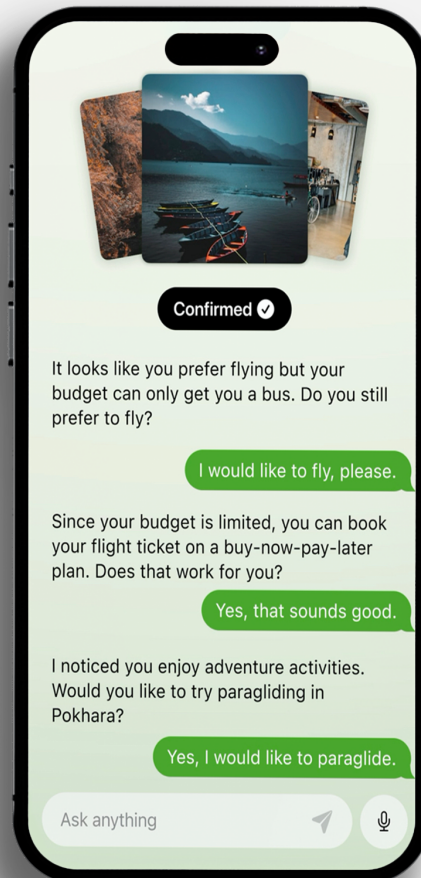 Confirmed
It looks like you prefer flying but your
budget can only get you a bus. Do you still
prefer to fly?
I would like to fly, please.
Since your budget is limited, you can book
your flight ticket on a buy-now-pay-later
plan. Does that work for you?
Yes, that sounds good.
I noticed you enjoy adventure activities.
Would you like to try paragliding in
Pokhara?
Yes, I would like to paraglide.
Ask anything